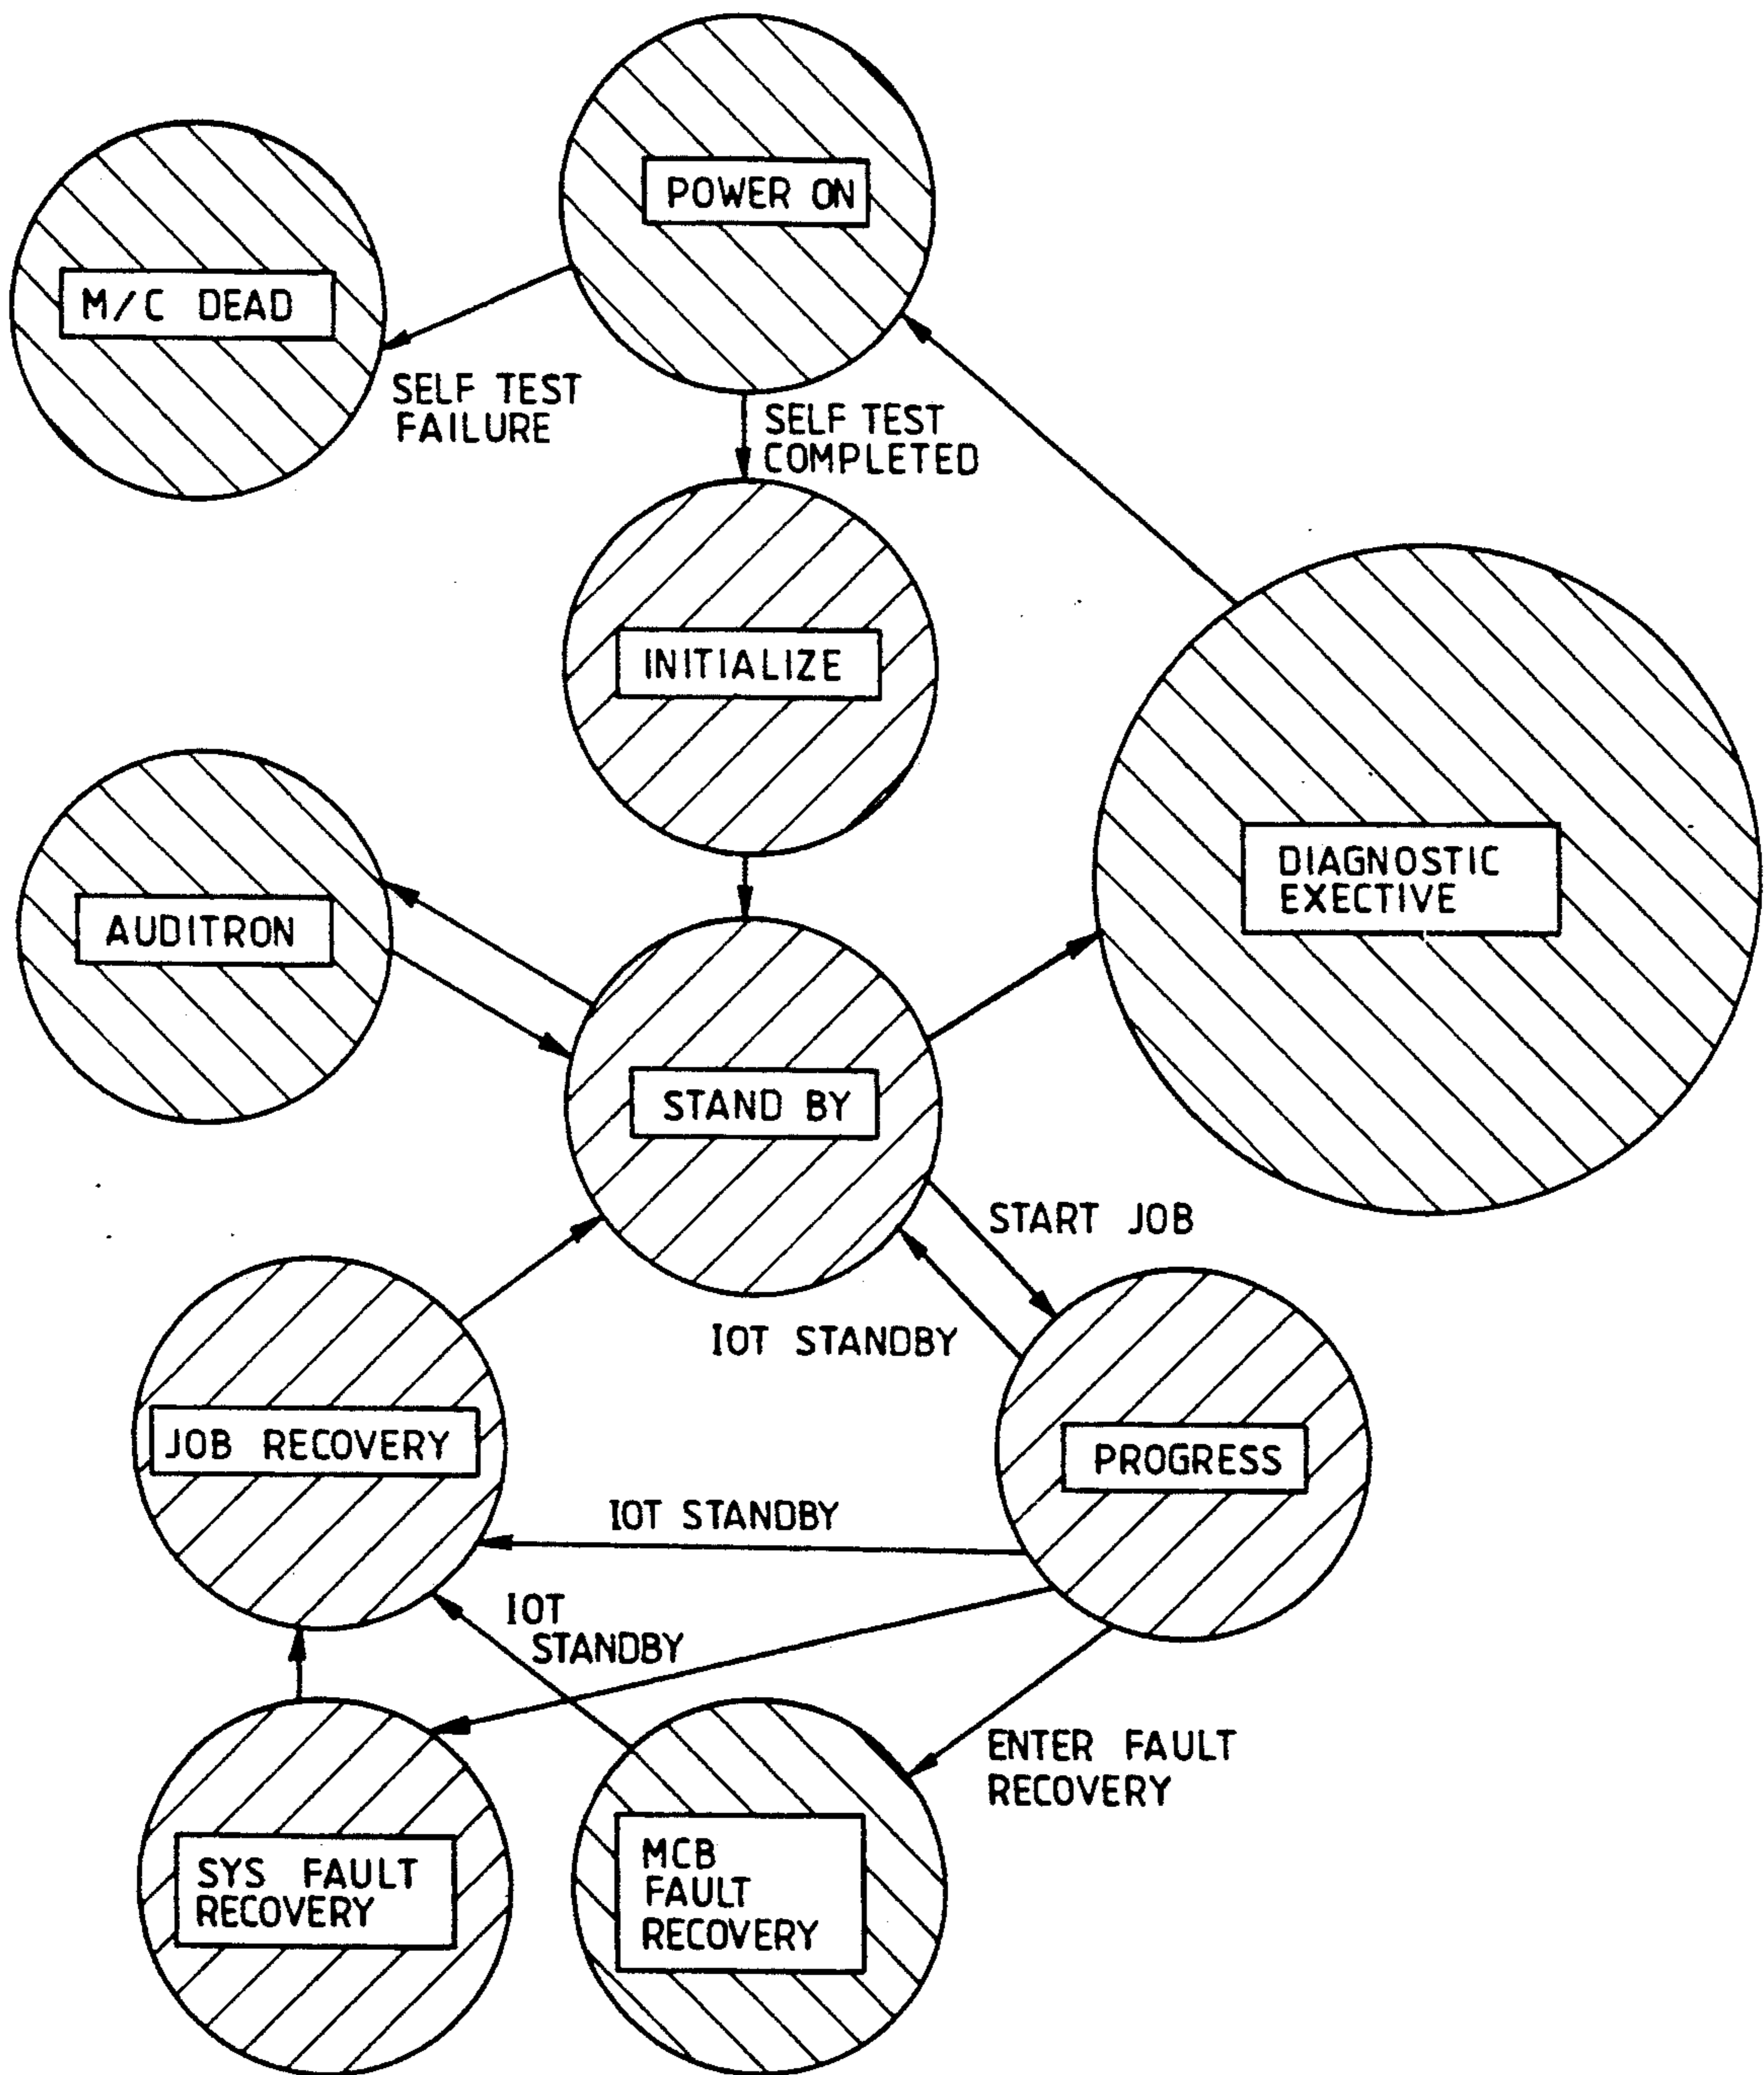 POWER ON
M/C DEAD
SELF TEST
FAILURE
SELF TEST
COMPLETED
INITIALIZE
DIAGNOSTIC
EXECTIVE
AUDITRON
STAND BY
START JOB
IOT STANDBY
JOB RECOVERY
PROGRESS
IOT STANDBY
IOT
STANDBY
ENTER FAULT
RECOVERY
SYS FAULT
RECOVERY
MCB
FAULT
RECOVERY